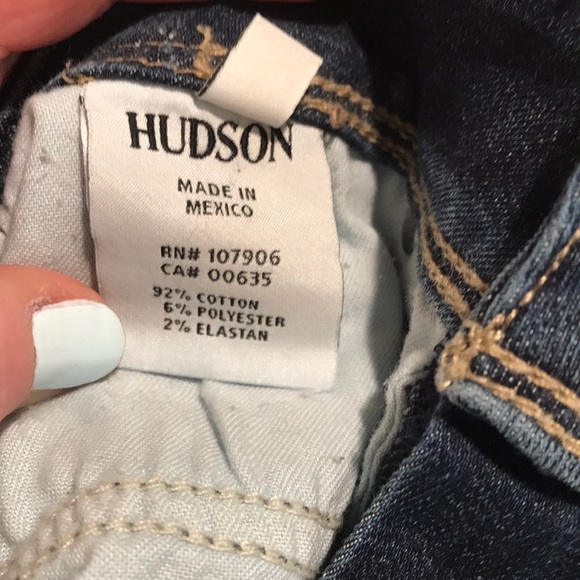 HUDSON
MADE IN
MEXICO
RN# 107906
CA# 00635
92% COTTON
6% POLYESTER
2% ELASTAN